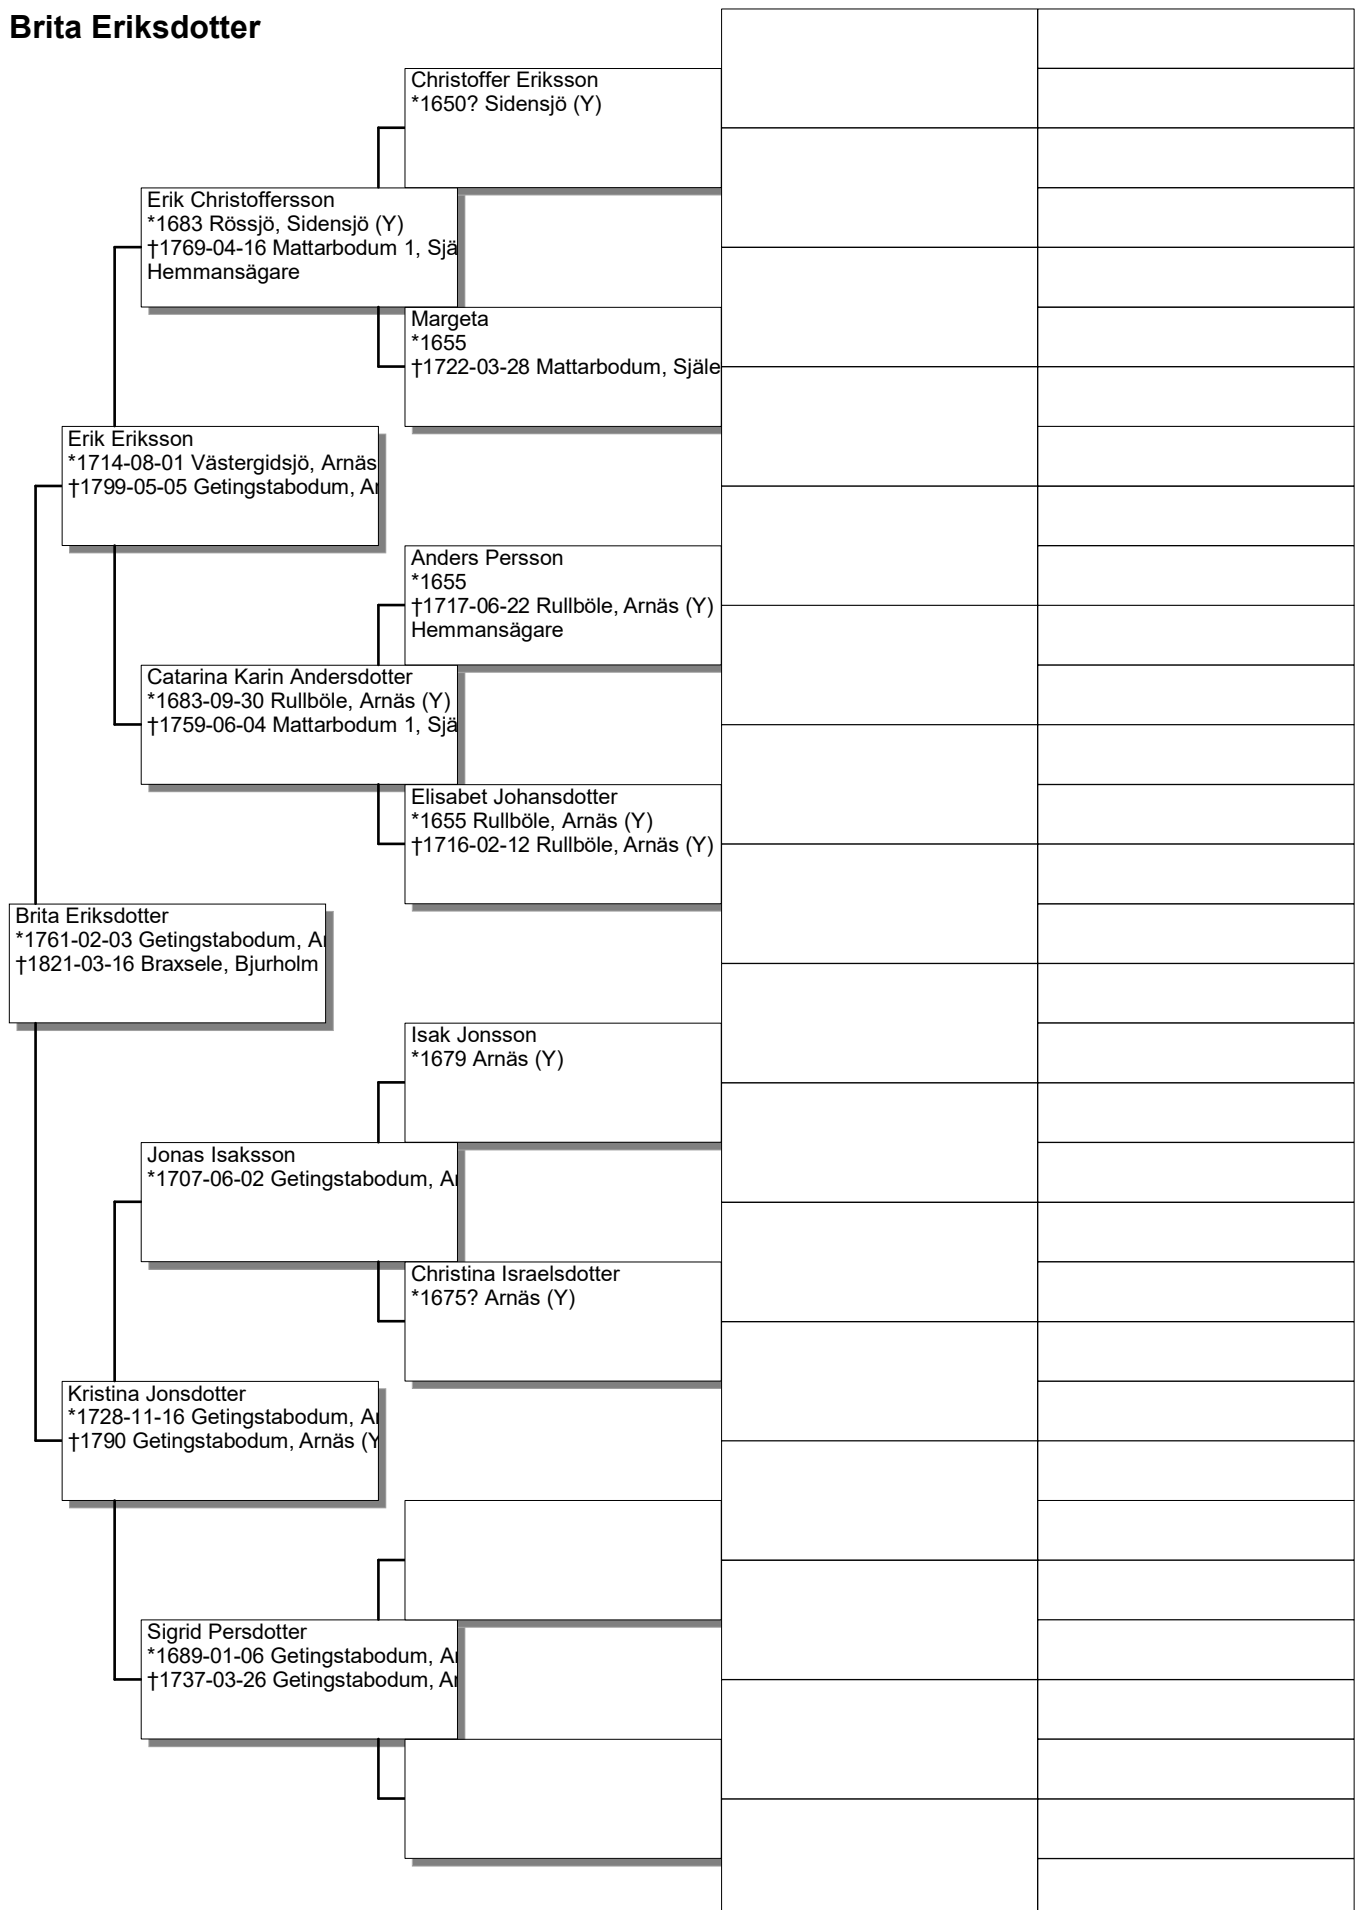 Brita Eriksdotter
Christoffer Eriksson
*1650? Sidensjö (Y)
Erik Christoffersson
*1683 Rössjö, Sidensjö (Y)
†1769-04-16 Mattarbodum 1, Sjä
Hemmansägare
Margeta
*1655
†1722-03-28 Mattarbodum, Själe
Erik Eriksson
*1714-08-01 Västergidsjö, Arnäs
†1799-05-05 Getingstabodum, Ar
Anders Persson
*1655
†1717-06-22 Rullböle, Arnäs (Y)
Hemmansägare
Catarina Karin Andersdotter
*1683-09-30 Rullböle, Arnäs (Y)
†1759-06-04 Mattarbodum 1, Sjä
Elisabet Johansdotter
*1655 Rullböle, Arnäs (Y)
†1716-02-12 Rullböle, Arnäs (Y)
Brita Eriksdotter
*1761-02-03 Getingstabodum, Ar
†1821-03-16 Braxsele, Bjurholm
Isak Jonsson
*1679 Arnäs (Y)
Jonas Isaksson
*1707-06-02 Getingstabodum, Ar
Christina Israelsdotter
*1675? Arnäs (Y)
Kristina Jonsdotter
*1728-11-16 Getingstabodum, Ar
†1790 Getingstabodum, Arnäs (Y
Sigrid Persdotter
*1689-01-06 Getingstabodum, Ar
†1737-03-26 Getingstabodum, Ar